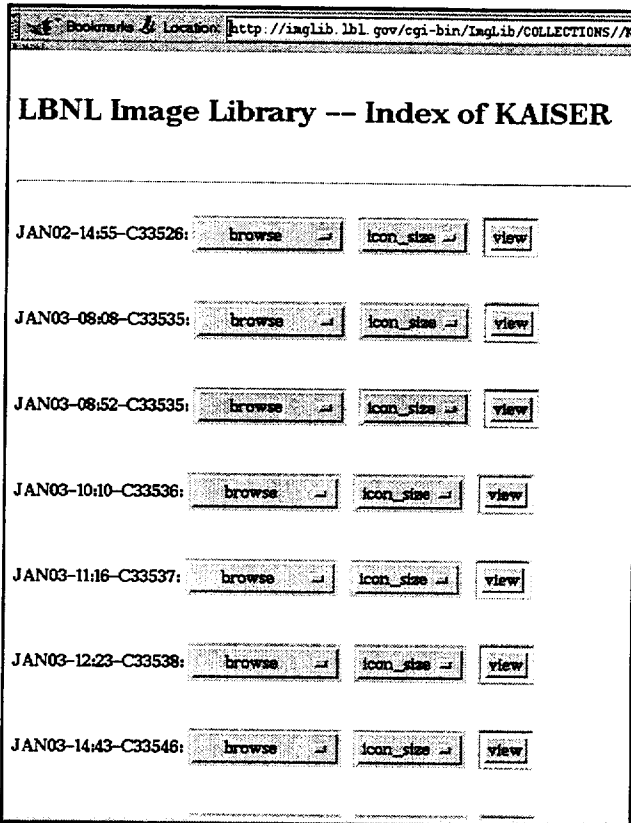 Bookmarks Location: http://imglib.lbl.gov/cgi-bin/ImgLib/COLLECTIONS//K
LBNL Image Library -- Index of KAISER
JAN02-14:55-C33526: browse icon_size view
JAN03-08:08-C33535: browse icon_size view
JAN03-08:52-C33535: browse icon_size view
JAN03-10:10-C33536: browse icon_size view
JAN03-11:16-C33537: browse icon_size view
JAN03-12:23-C33538: browse icon_size view
JAN03-14:43-C33546: browse icon_size view